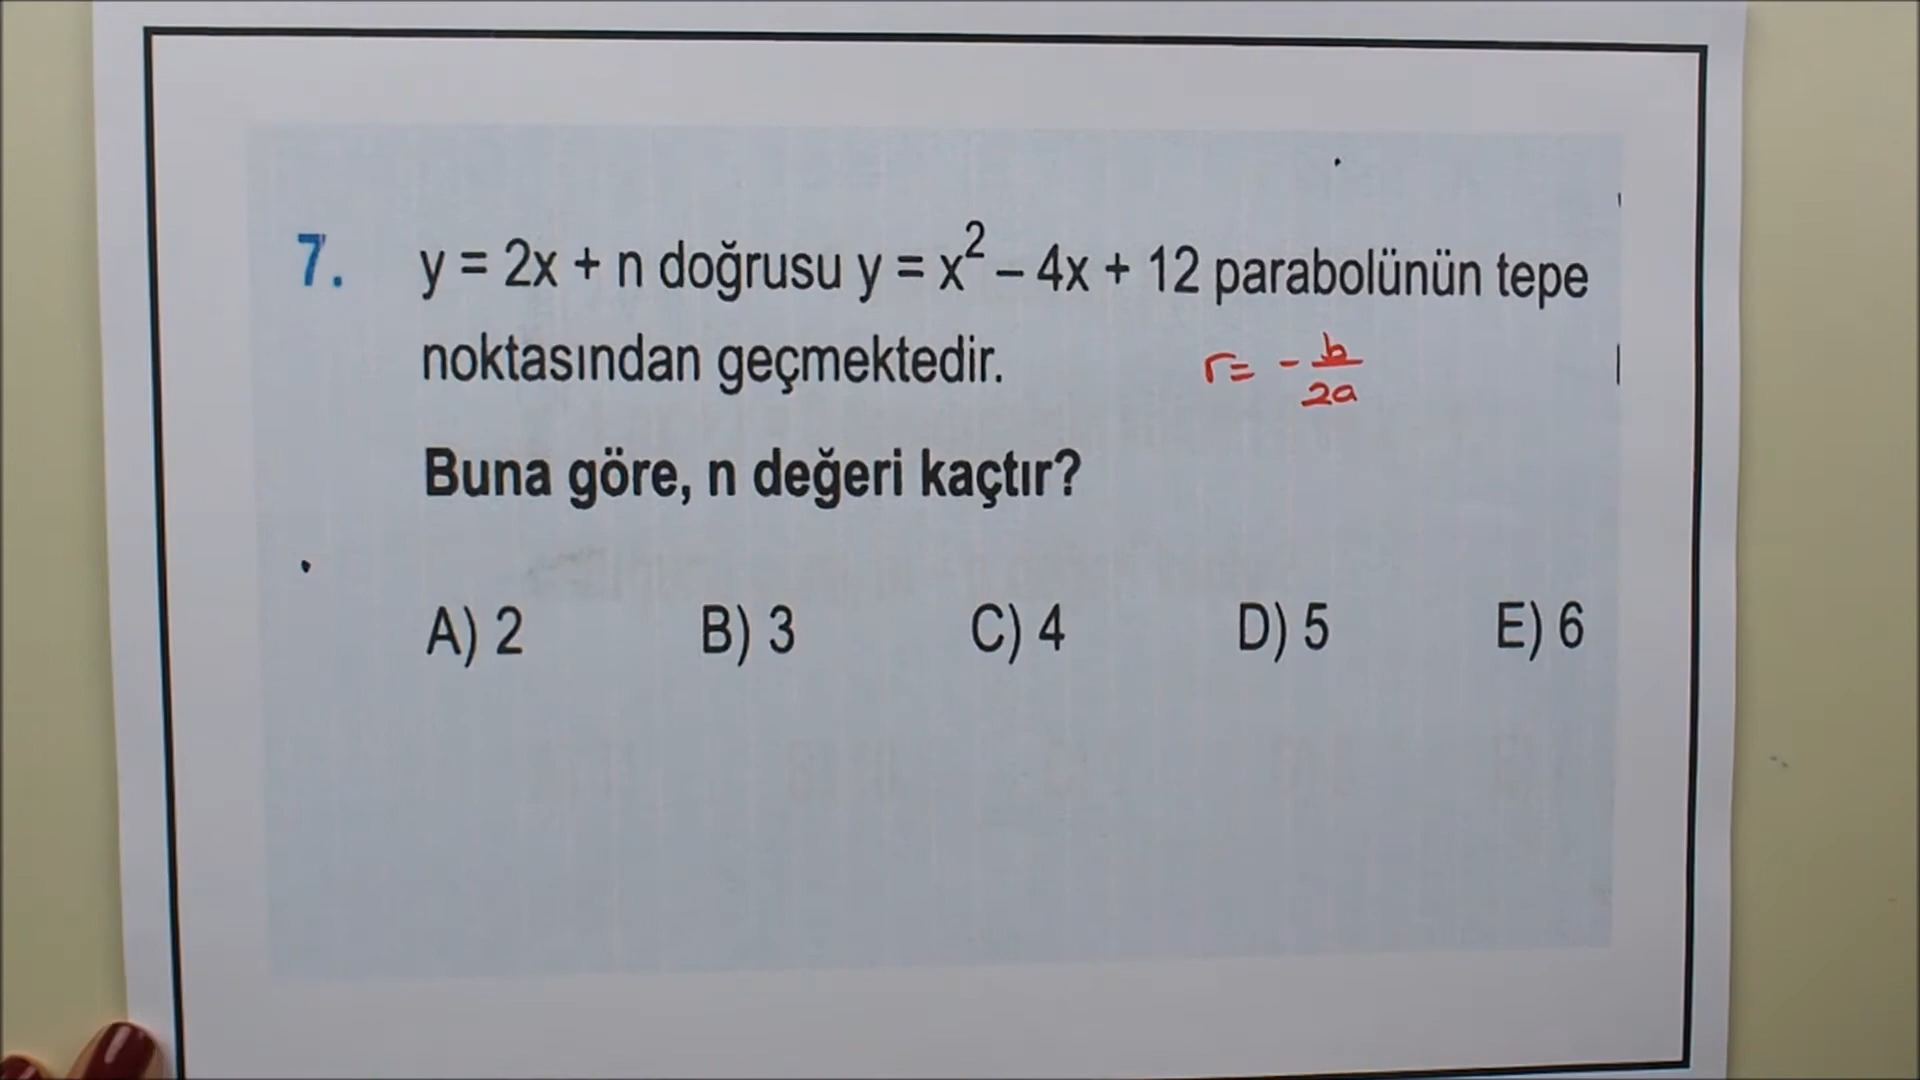 7. y = 2x + n doğrusu y = x² – 4x + 12 parabolünün tepe
noktasından geçmektedir.
r = - b/2a
Buna göre, n değeri kaçtır?
A) 2 B) 3 C) 4 D) 5 E) 6